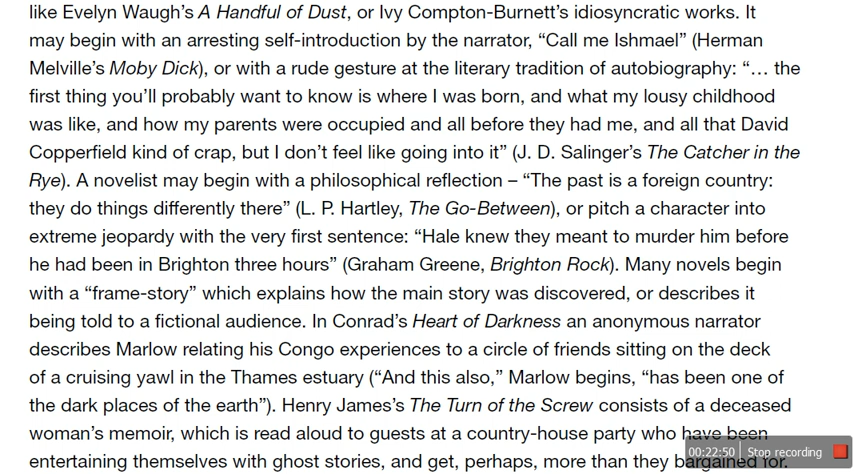 like Evelyn Waugh’s A Handful of Dust, or Ivy Compton-Burnett’s idiosyncratic works. It
may begin with an arresting self-introduction by the narrator, “Call me Ishmael” (Herman
Melville’s Moby Dick), or with a rude gesture at the literary tradition of autobiography: “… the
first thing you’ll probably want to know is where I was born, and what my lousy childhood
was like, and how my parents were occupied and all before they had me, and all that David
Copperfield kind of crap, but I don’t feel like going into it” (J. D. Salinger’s The Catcher in the
Rye). A novelist may begin with a philosophical reflection – “The past is a foreign country:
they do things differently there” (L. P. Hartley, The Go-Between), or pitch a character into
extreme jeopardy with the very first sentence: “Hale knew they meant to murder him before
he had been in Brighton three hours” (Graham Greene, Brighton Rock). Many novels begin
with a “frame-story” which explains how the main story was discovered, or describes it
being told to a fictional audience. In Conrad’s Heart of Darkness an anonymous narrator
describes Marlow relating his Congo experiences to a circle of friends sitting on the deck
of a cruising yawl in the Thames estuary (“And this also,” Marlow begins, “has been one of
the dark places of the earth”). Henry James’s The Turn of the Screw consists of a deceased
woman’s memoir, which is read aloud to guests at a country-house party who have been
entertaining themselves with ghost stories, and get, perhaps, more than they bargained for.
00:22:50 Stop recording